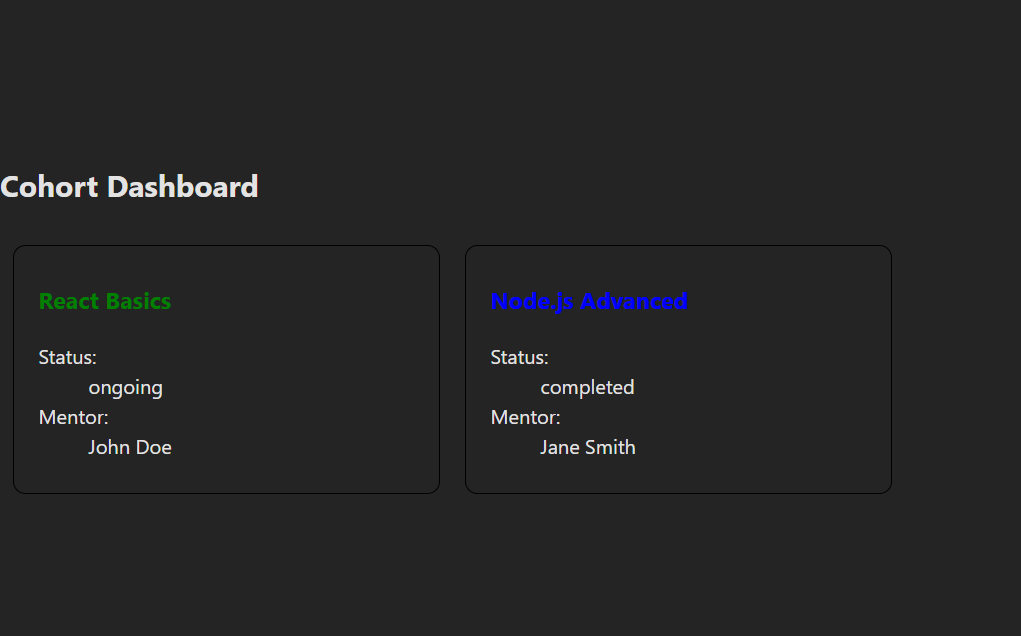 Cohort Dashboard
React Basics
Status:
ongoing
Mentor:
John Doe
Node.js Advanced
Status:
completed
Mentor:
Jane Smith